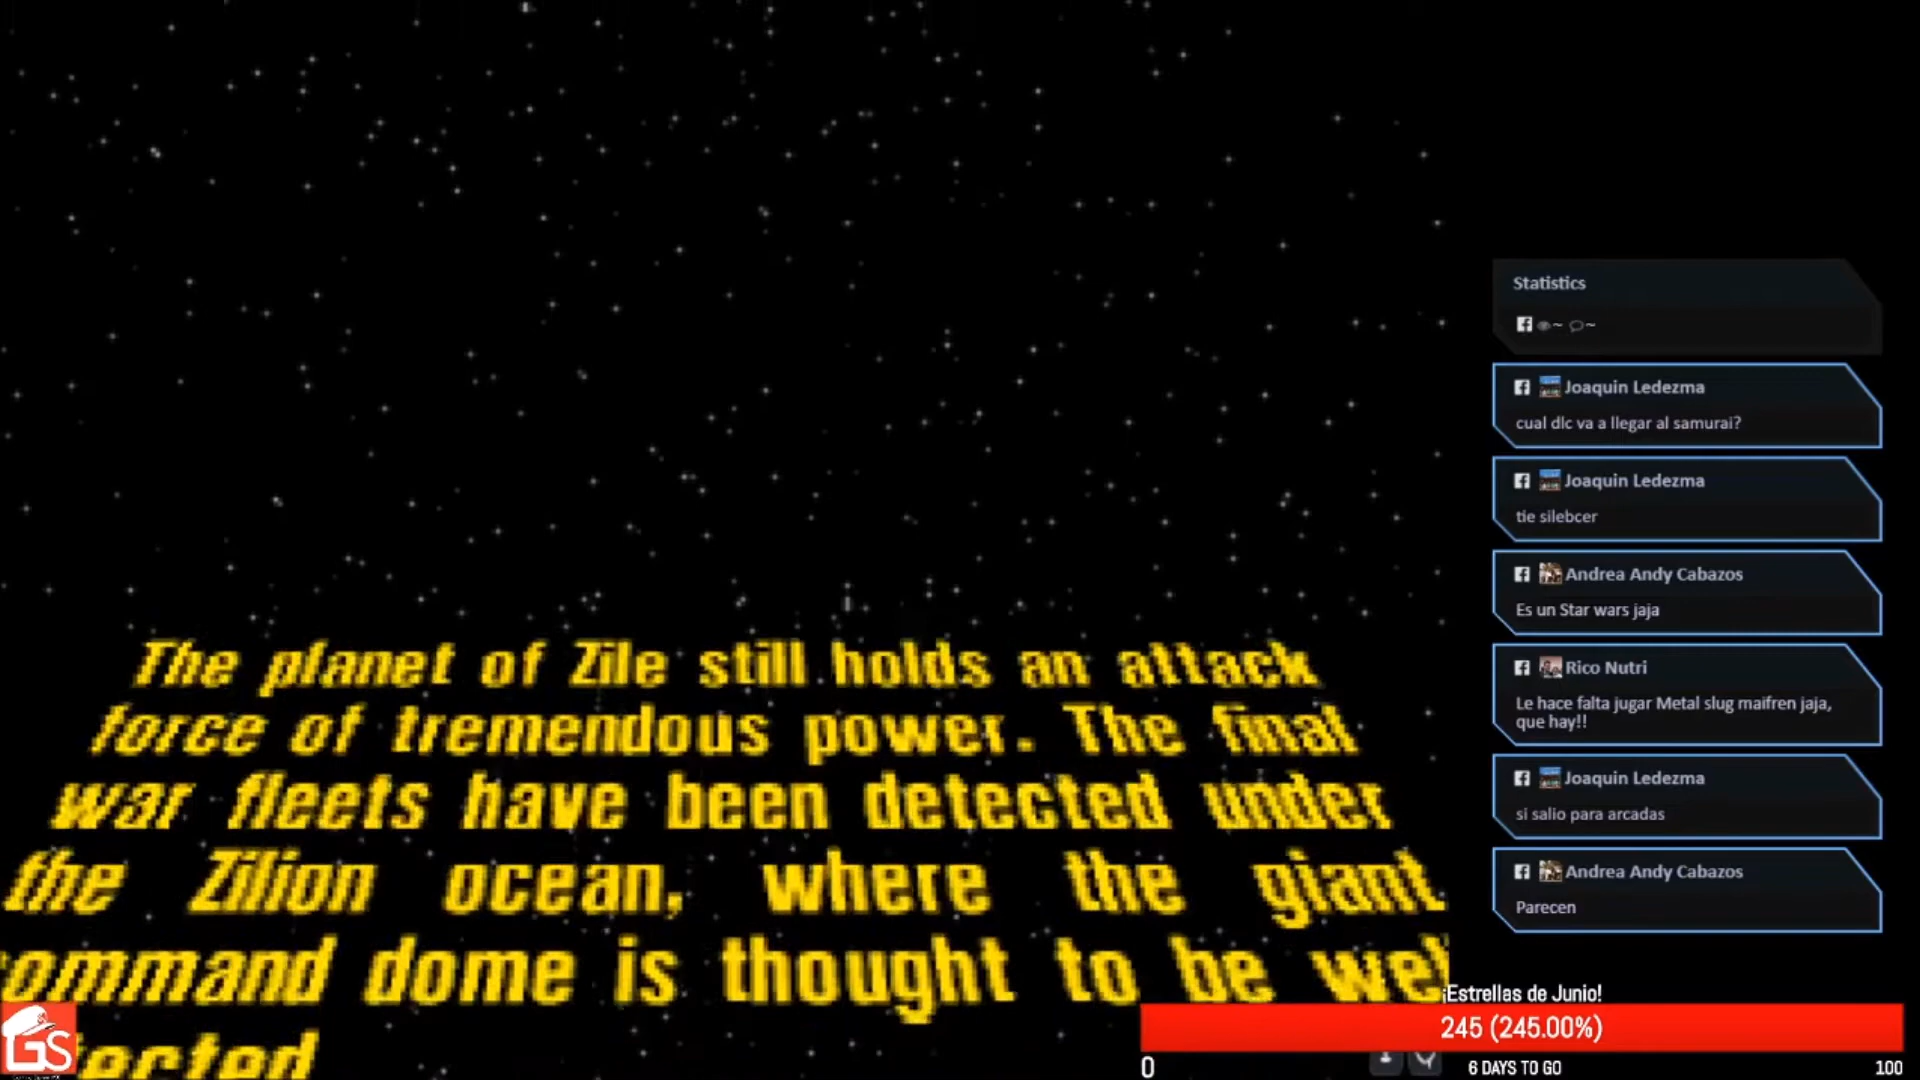 The planet of Zile still holds an attack
force of tremendous power. The final
war fleets have been detected under
the Zilion ocean, where the giant
command dome is thought to be well
Statistics
~ ~
Joaquin Ledezma
cual dlc va a llegar al samurai?
Joaquin Ledezma
tie silebcer
Andrea Andy Cabazos
Es un Star wars jaja
Rico Nutri
Le hace falta jugar Metal slug maifren jaja,
que hay!!
Joaquin Ledezma
si salio para arcadas
Andrea Andy Cabazos
Parecen
¡Estrellas de Junio!
245 (245.00%)
0
6 DAYS TO GO
100
GS